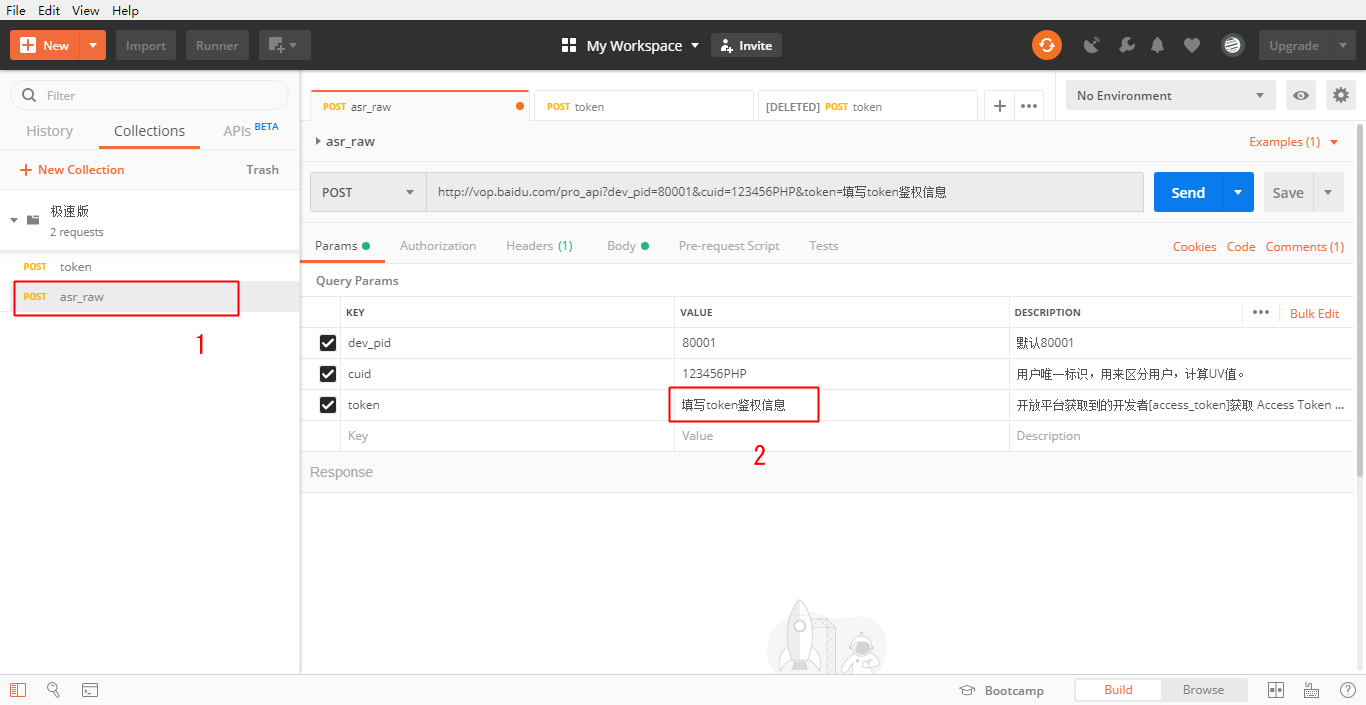 File Edit View Help
New Import Runner My Workspace Invite Upgrade
Filter
History Collections APIs BETA
New Collection Trash
极速版
2 requests
POST token
POST asr_raw
1
POST asr_raw POST token [DELETED] POST token No Environment
asr_raw Examples (1)
POST http://vop.baidu.com/pro_api?dev_pid=80001&cuid=123456PHP&token=填写token鉴权信息 Send Save
Params Authorization Headers (1) Body Pre-request Script Tests Cookies Code Comments (1)
Query Params
KEY VALUE DESCRIPTION Bulk Edit
dev_pid 80001 默认80001
cuid 123456PHP 用户唯一标识，用来区分用户，计算UV值。
token 填写token鉴权信息 开放平台获取到的开发者[access_token]获取 Access Token ...
Key Value Description
2
Response
Bootcamp Build Browse